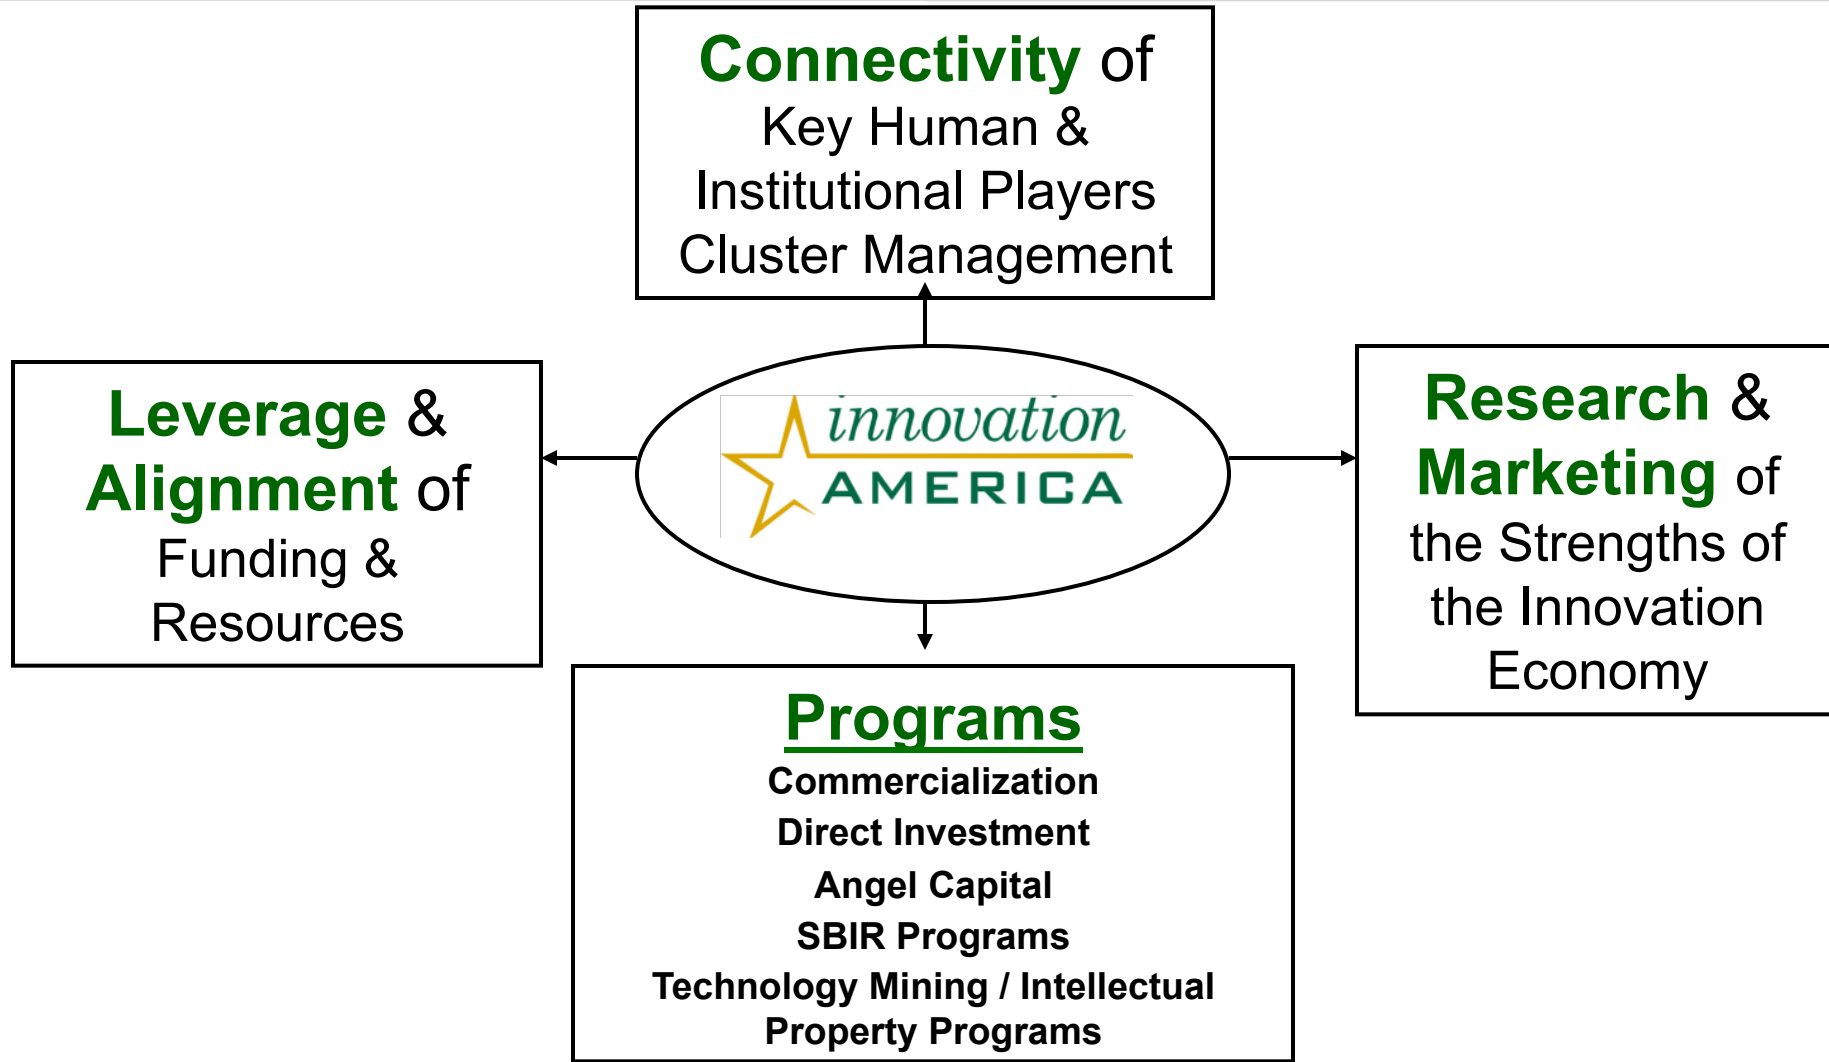 Connectivity of
Key Human &
Institutional Players
Cluster Management
Leverage &
Alignment of
Funding &
Resources
innovation
AMERICA
Research &
Marketing of
the Strengths of
the Innovation
Economy
Programs
Commercialization
Direct Investment
Angel Capital
SBIR Programs
Technology Mining / Intellectual
Property Programs